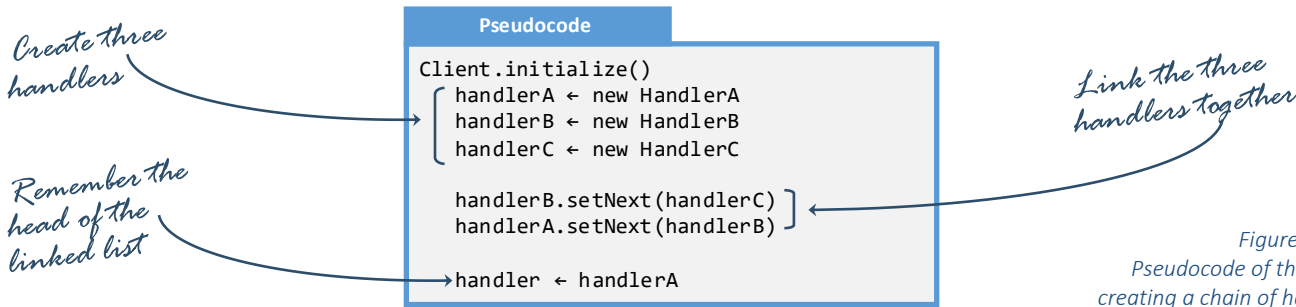 Create three
handlers
Remember the
head of the
linked list
Pseudocode
Client.initialize()
handlerA ← new HandlerA
handlerB ← new HandlerB
handlerC ← new HandlerC
handlerB.setNext(handlerC)
handlerA.setNext(handlerB)
handler ← handlerA
Link the three
handlers together
Figure
Pseudocode of th
creating a chain of h